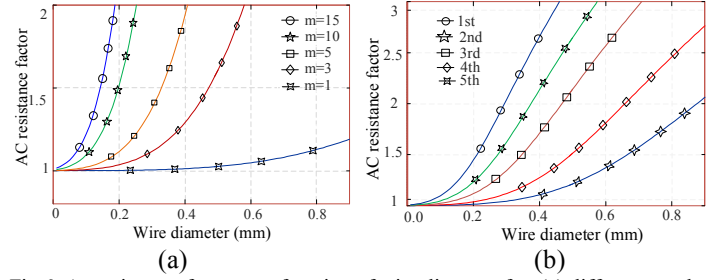 AC resistance factor
2
1.5
1
0
0.2
0.4
0.6
0.8
Wire diameter (mm)
m=15
m=10
m=5
m=3
m=1
(a)
AC resistance factor
3
2.5
2
1.5
1
0.0
0.2
0.4
0.6
0.8
Wire diameter (mm)
1st
2nd
3rd
4th
5th
(b)